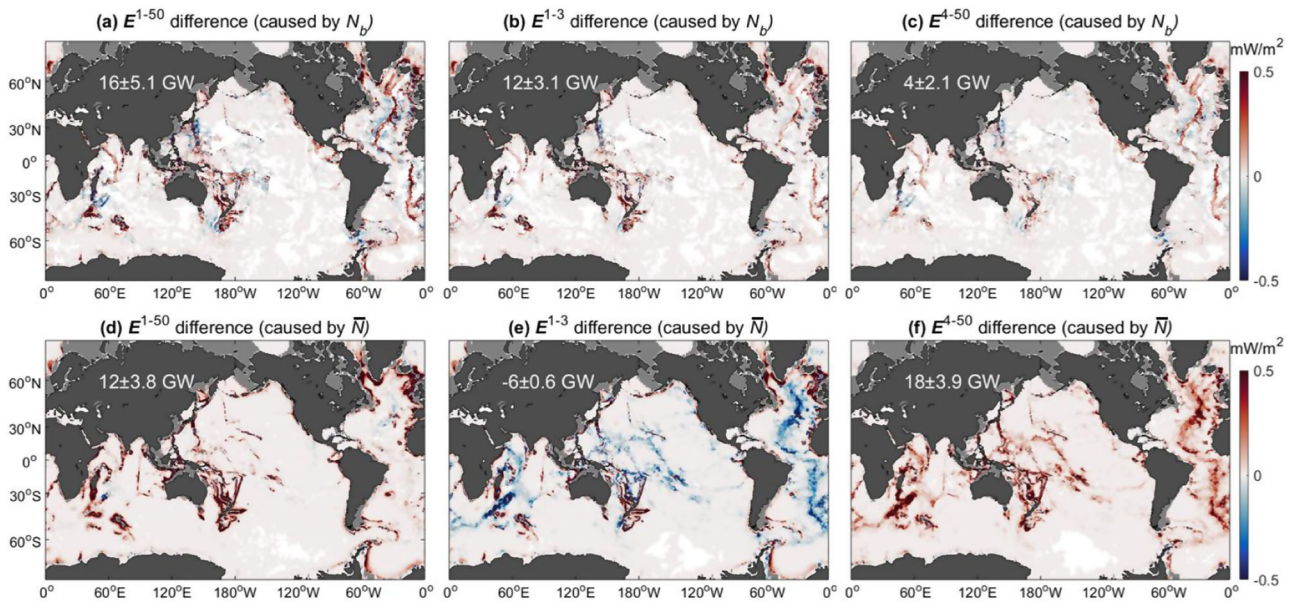 (a) E¹⁻⁵⁰ difference (caused by N_b)
(b) E¹⁻³ difference (caused by N_b)
(c) E⁴⁻⁵⁰ difference (caused by N_b)
mW/m²
60°N
30°N
0°
30°S
60°S
16±5.1 GW
12±3.1 GW
4±2.1 GW
0.5
0
-0.5
0° 60°E 120°E 180°W 120°W 60°W 0°
0° 60°E 120°E 180°W 120°W 60°W 0°
0° 60°E 120°E 180°W 120°W 60°W 0°
(d) E¹⁻⁵⁰ difference (caused by N̅)
(e) E¹⁻³ difference (caused by N̅)
(f) E⁴⁻⁵⁰ difference (caused by N̅)
mW/m²
60°N
30°N
0°
30°S
60°S
12±3.8 GW
-6±0.6 GW
18±3.9 GW
0.5
0
-0.5
0° 60°E 120°E 180°W 120°W 60°W 0°
0° 60°E 120°E 180°W 120°W 60°W 0°
0° 60°E 120°E 180°W 120°W 60°W 0°